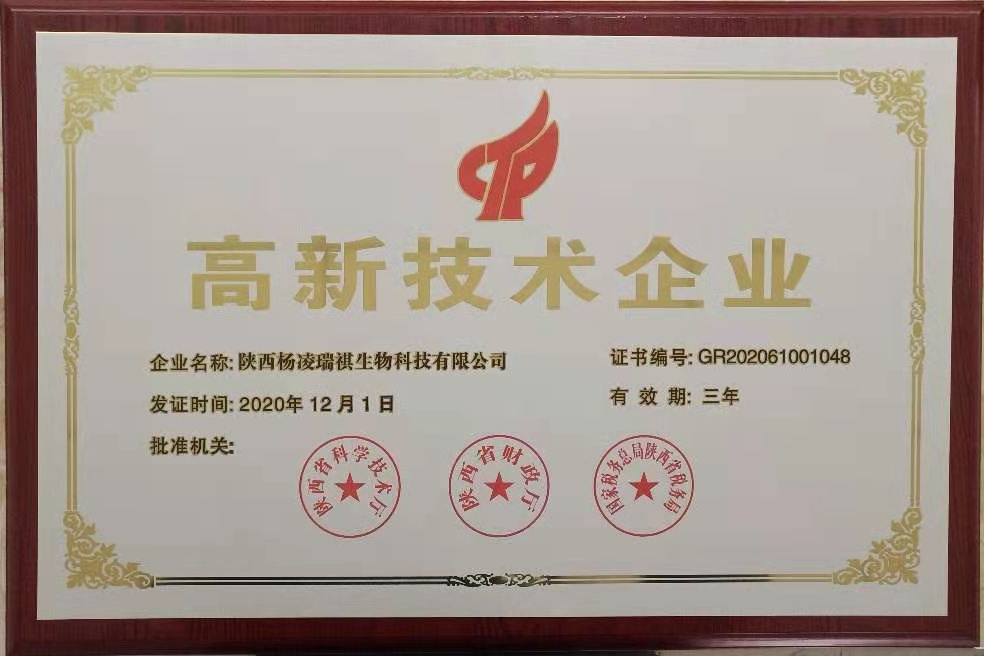 高新技术企业
企业名称: 陕西杨凌瑞祺生物科技有限公司
证书编号: GR202061001048
发证时间: 2020年 12 月 1 日
有 效 期: 三年
批准机关:
陕西省科学技术厅
陕西省财政厅
国家税务总局陕西省税务局